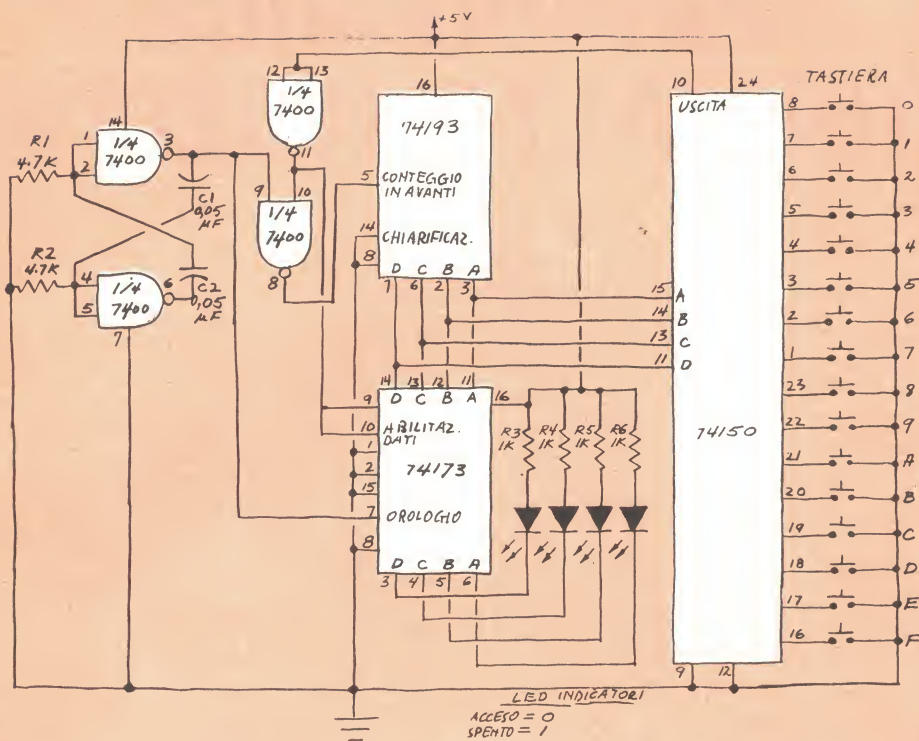 +5V
14
1
2
3
1/4
7400
R1
4.7K
C1
0,05
µF
R2
4.7K
4
5
6
1/4
7400
7
C2
0,05
µF
12
13
1/4
7400
11
9
10
1/4
7400
8
16
74193
5
CONTEGGIO
IN AVANTI
14
CHIARIFICAZ.
8
D C B A
7 6 2 3
14 13 12 11
D C B A
16
9
10
ABILITAZ.
DATI
1
74173
2
15
7
OROLOGIO
8
D C B A
3 4 5 6
R3
1K
R4
1K
R5
1K
R6
1K
LED INDICATORI
ACCESO = 0
SPENTO = 1
10
24
USCITA
15 A
14 B
13 C
11 D
74150
9
12
TASTIERA
8 0
7 1
6 2
5 3
4 4
3 5
2 6
1 7
23 8
22 9
21 A
20 B
19 C
18 D
17 E
16 F